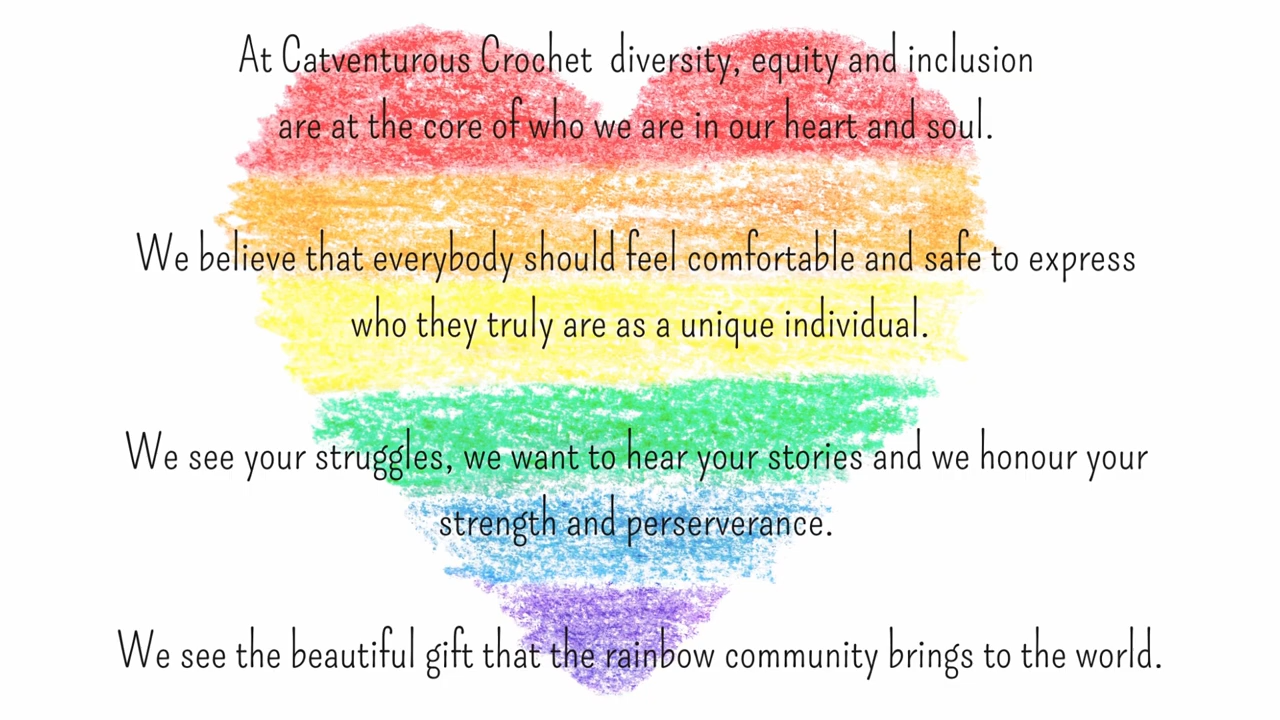 At Catventurous Crochet  diversity, equity and inclusion
are at the core of who we are in our heart and soul.
We believe that everybody should feel comfortable and safe to express
who they truly are as a unique individual.
We see your struggles, we want to hear your stories and we honour your
strength and perserverance.
We see the beautiful gift that the rainbow community brings to the world.